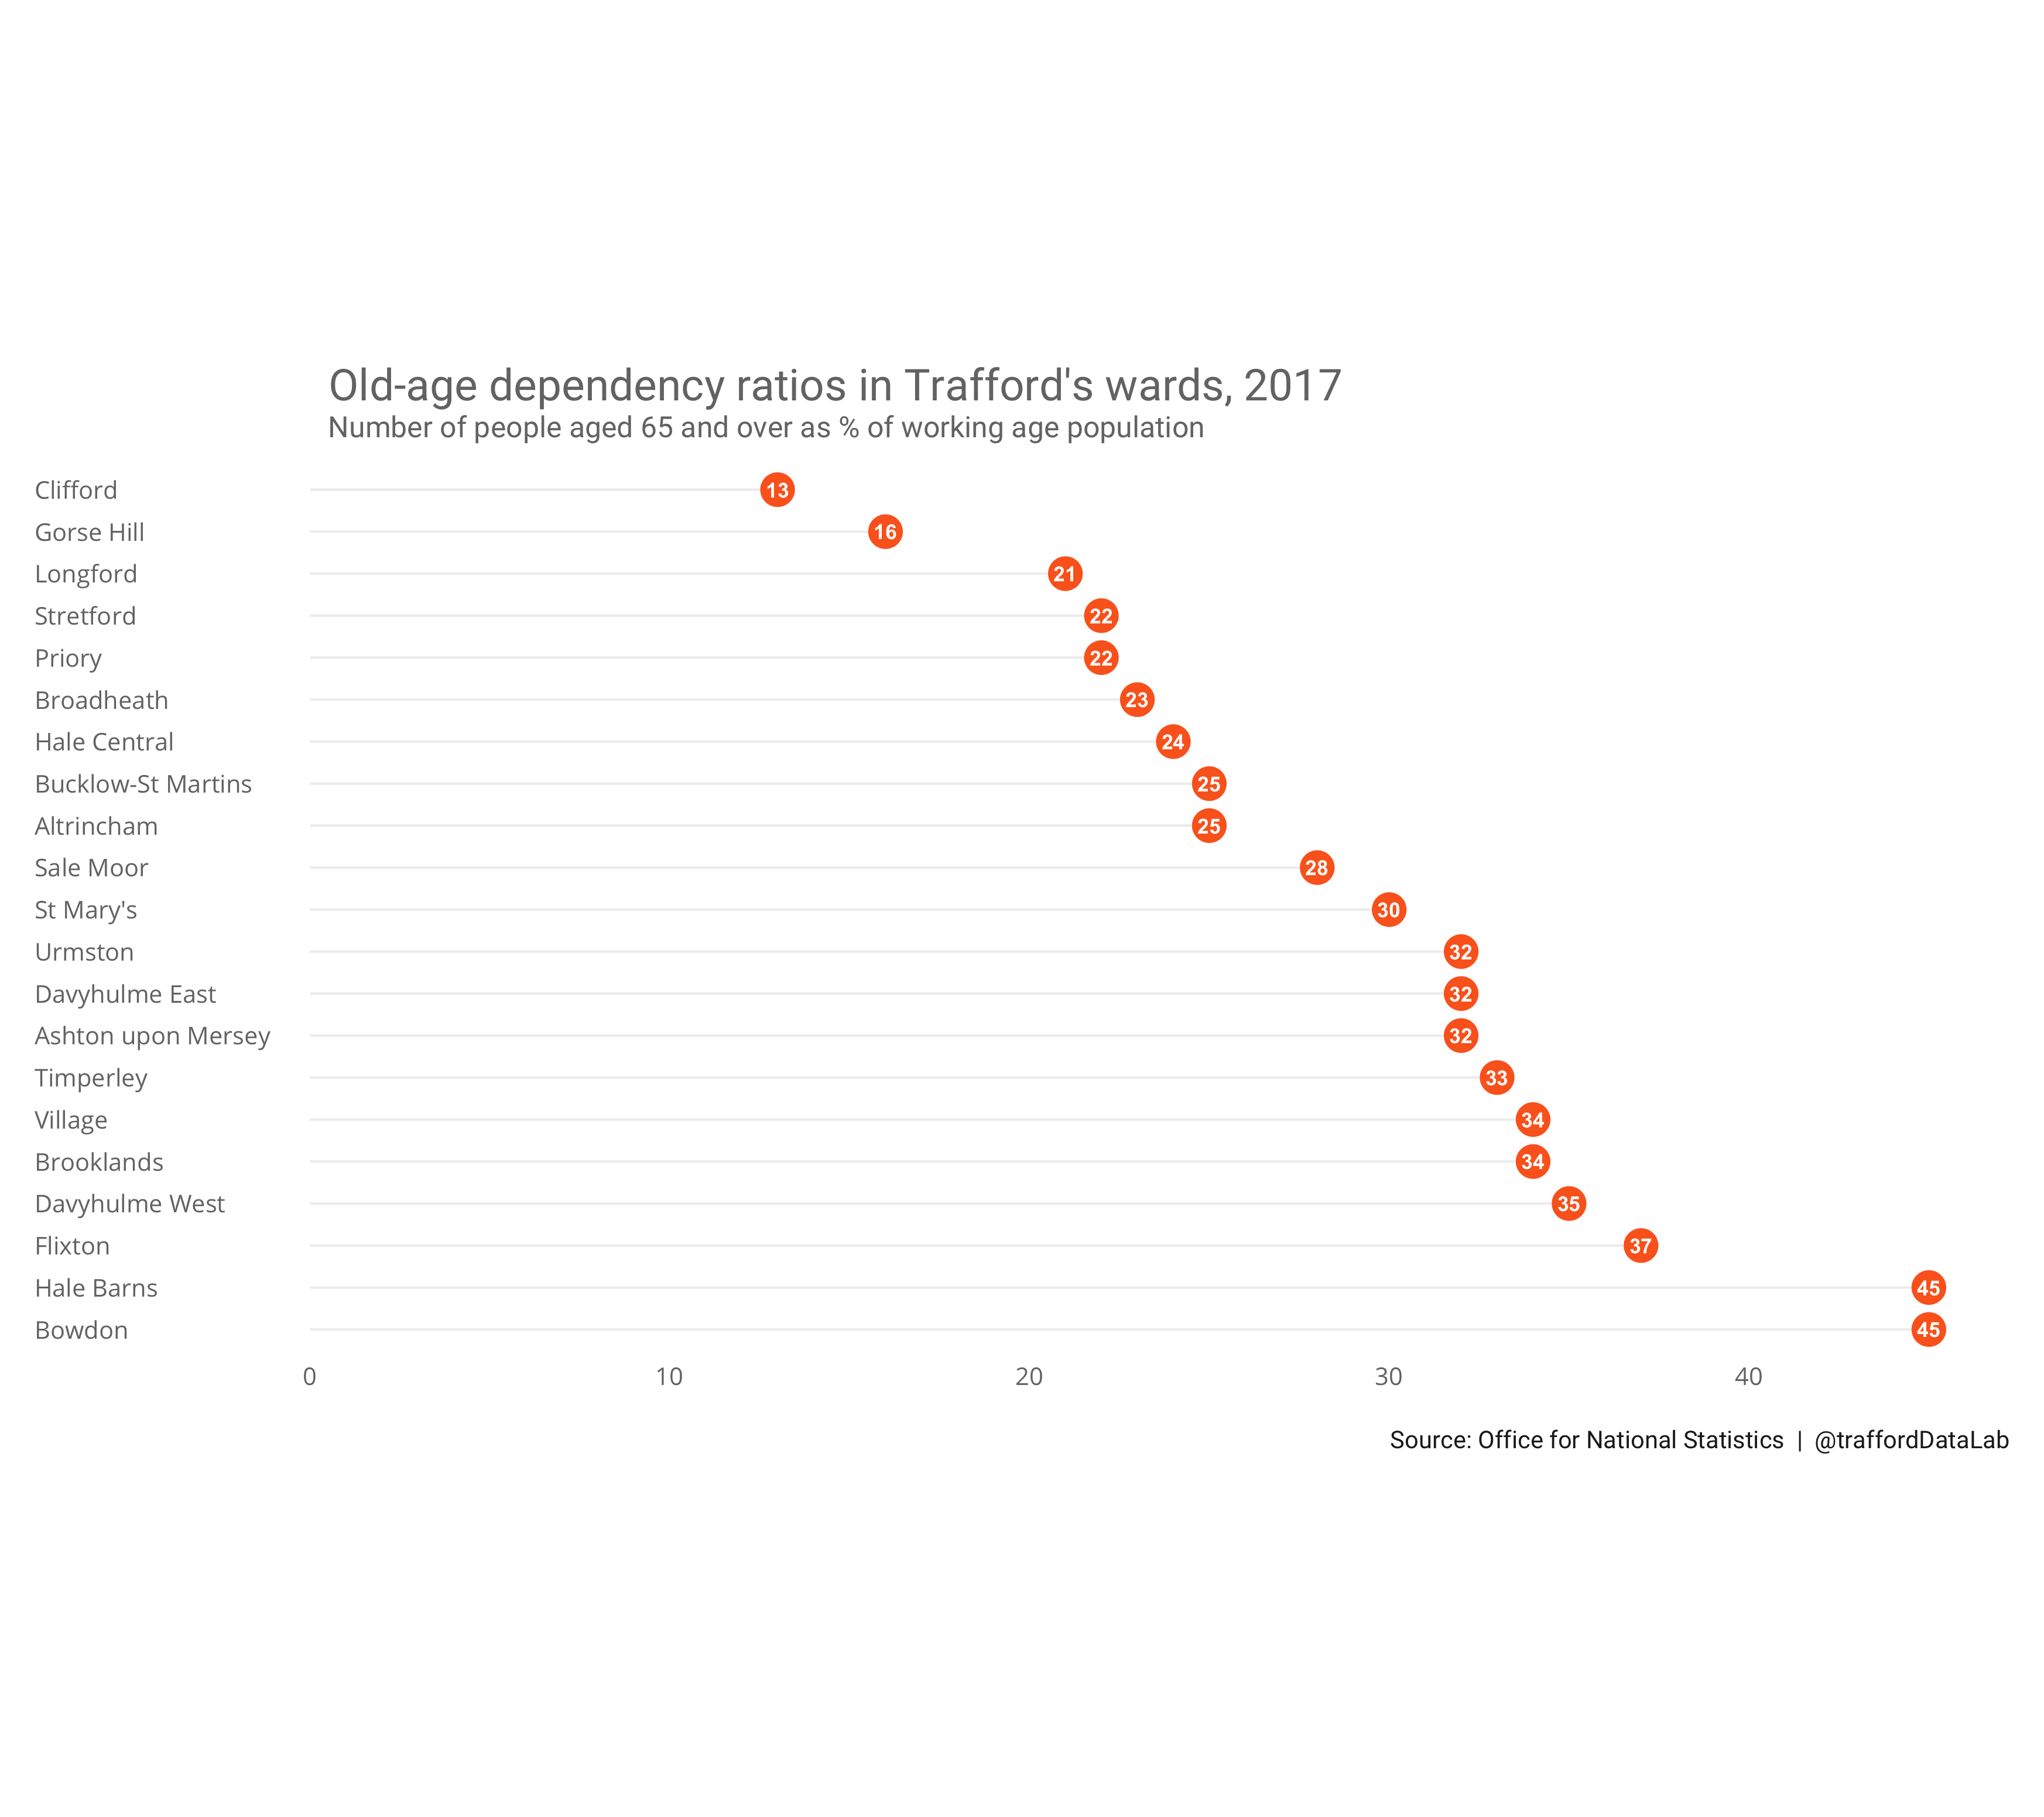 Old-age dependency ratios in Trafford's wards, 2017
Number of people aged 65 and over as % of working age population
Clifford 13
Gorse Hill 16
Longford 21
Stretford 22
Priory 22
Broadheath 23
Hale Central 24
Bucklow-St Martins 25
Altrincham 25
Sale Moor 28
St Mary's 30
Urmston 32
Davyhulme East 32
Ashton upon Mersey 32
Timperley 33
Village 34
Brooklands 34
Davyhulme West 35
Flixton 37
Hale Barns 45
Bowdon 45
0 10 20 30 40
Source: Office for National Statistics | @traffordDataLab